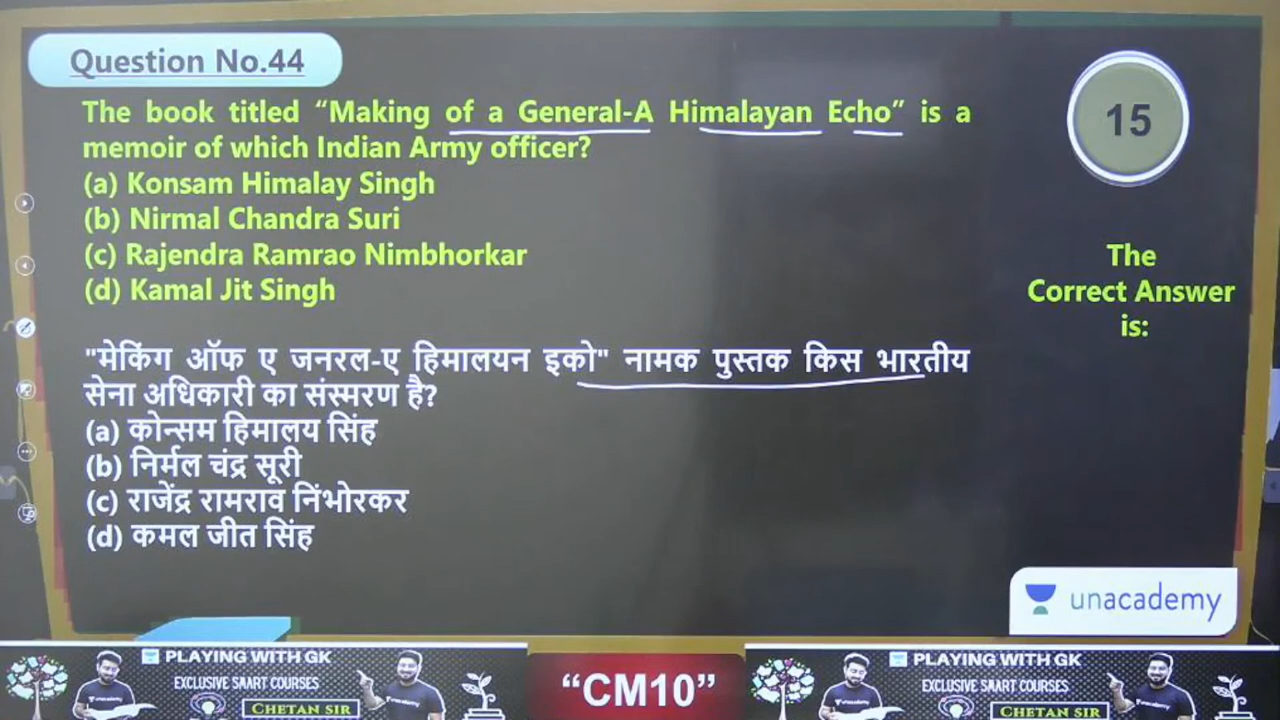 Question No.44
The book titled “Making of a General-A Himalayan Echo” is a
memoir of which Indian Army officer?
(a) Konsam Himalay Singh
(b) Nirmal Chandra Suri
(c) Rajendra Ramrao Nimbhorkar
(d) Kamal Jit Singh
"मेकिंग ऑफ ए जनरल-ए हिमालयन इको" नामक पुस्तक किस भारतीय
सेना अधिकारी का संस्मरण है?
(a) कोन्सम हिमालय सिंह
(b) निर्मल चंद्र सूरी
(c) राजेंद्र रामराव निंभोरकर
(d) कमल जीत सिंह
15
The
Correct Answer
is:
unacademy
PLAYING WITH GK
EXCLUSIVE SMART COURSES
CHETAN SIR
unacademy
“CM10”
PLAYING WITH GK
EXCLUSIVE SMART COURSES
CHETAN SIR
unacademy